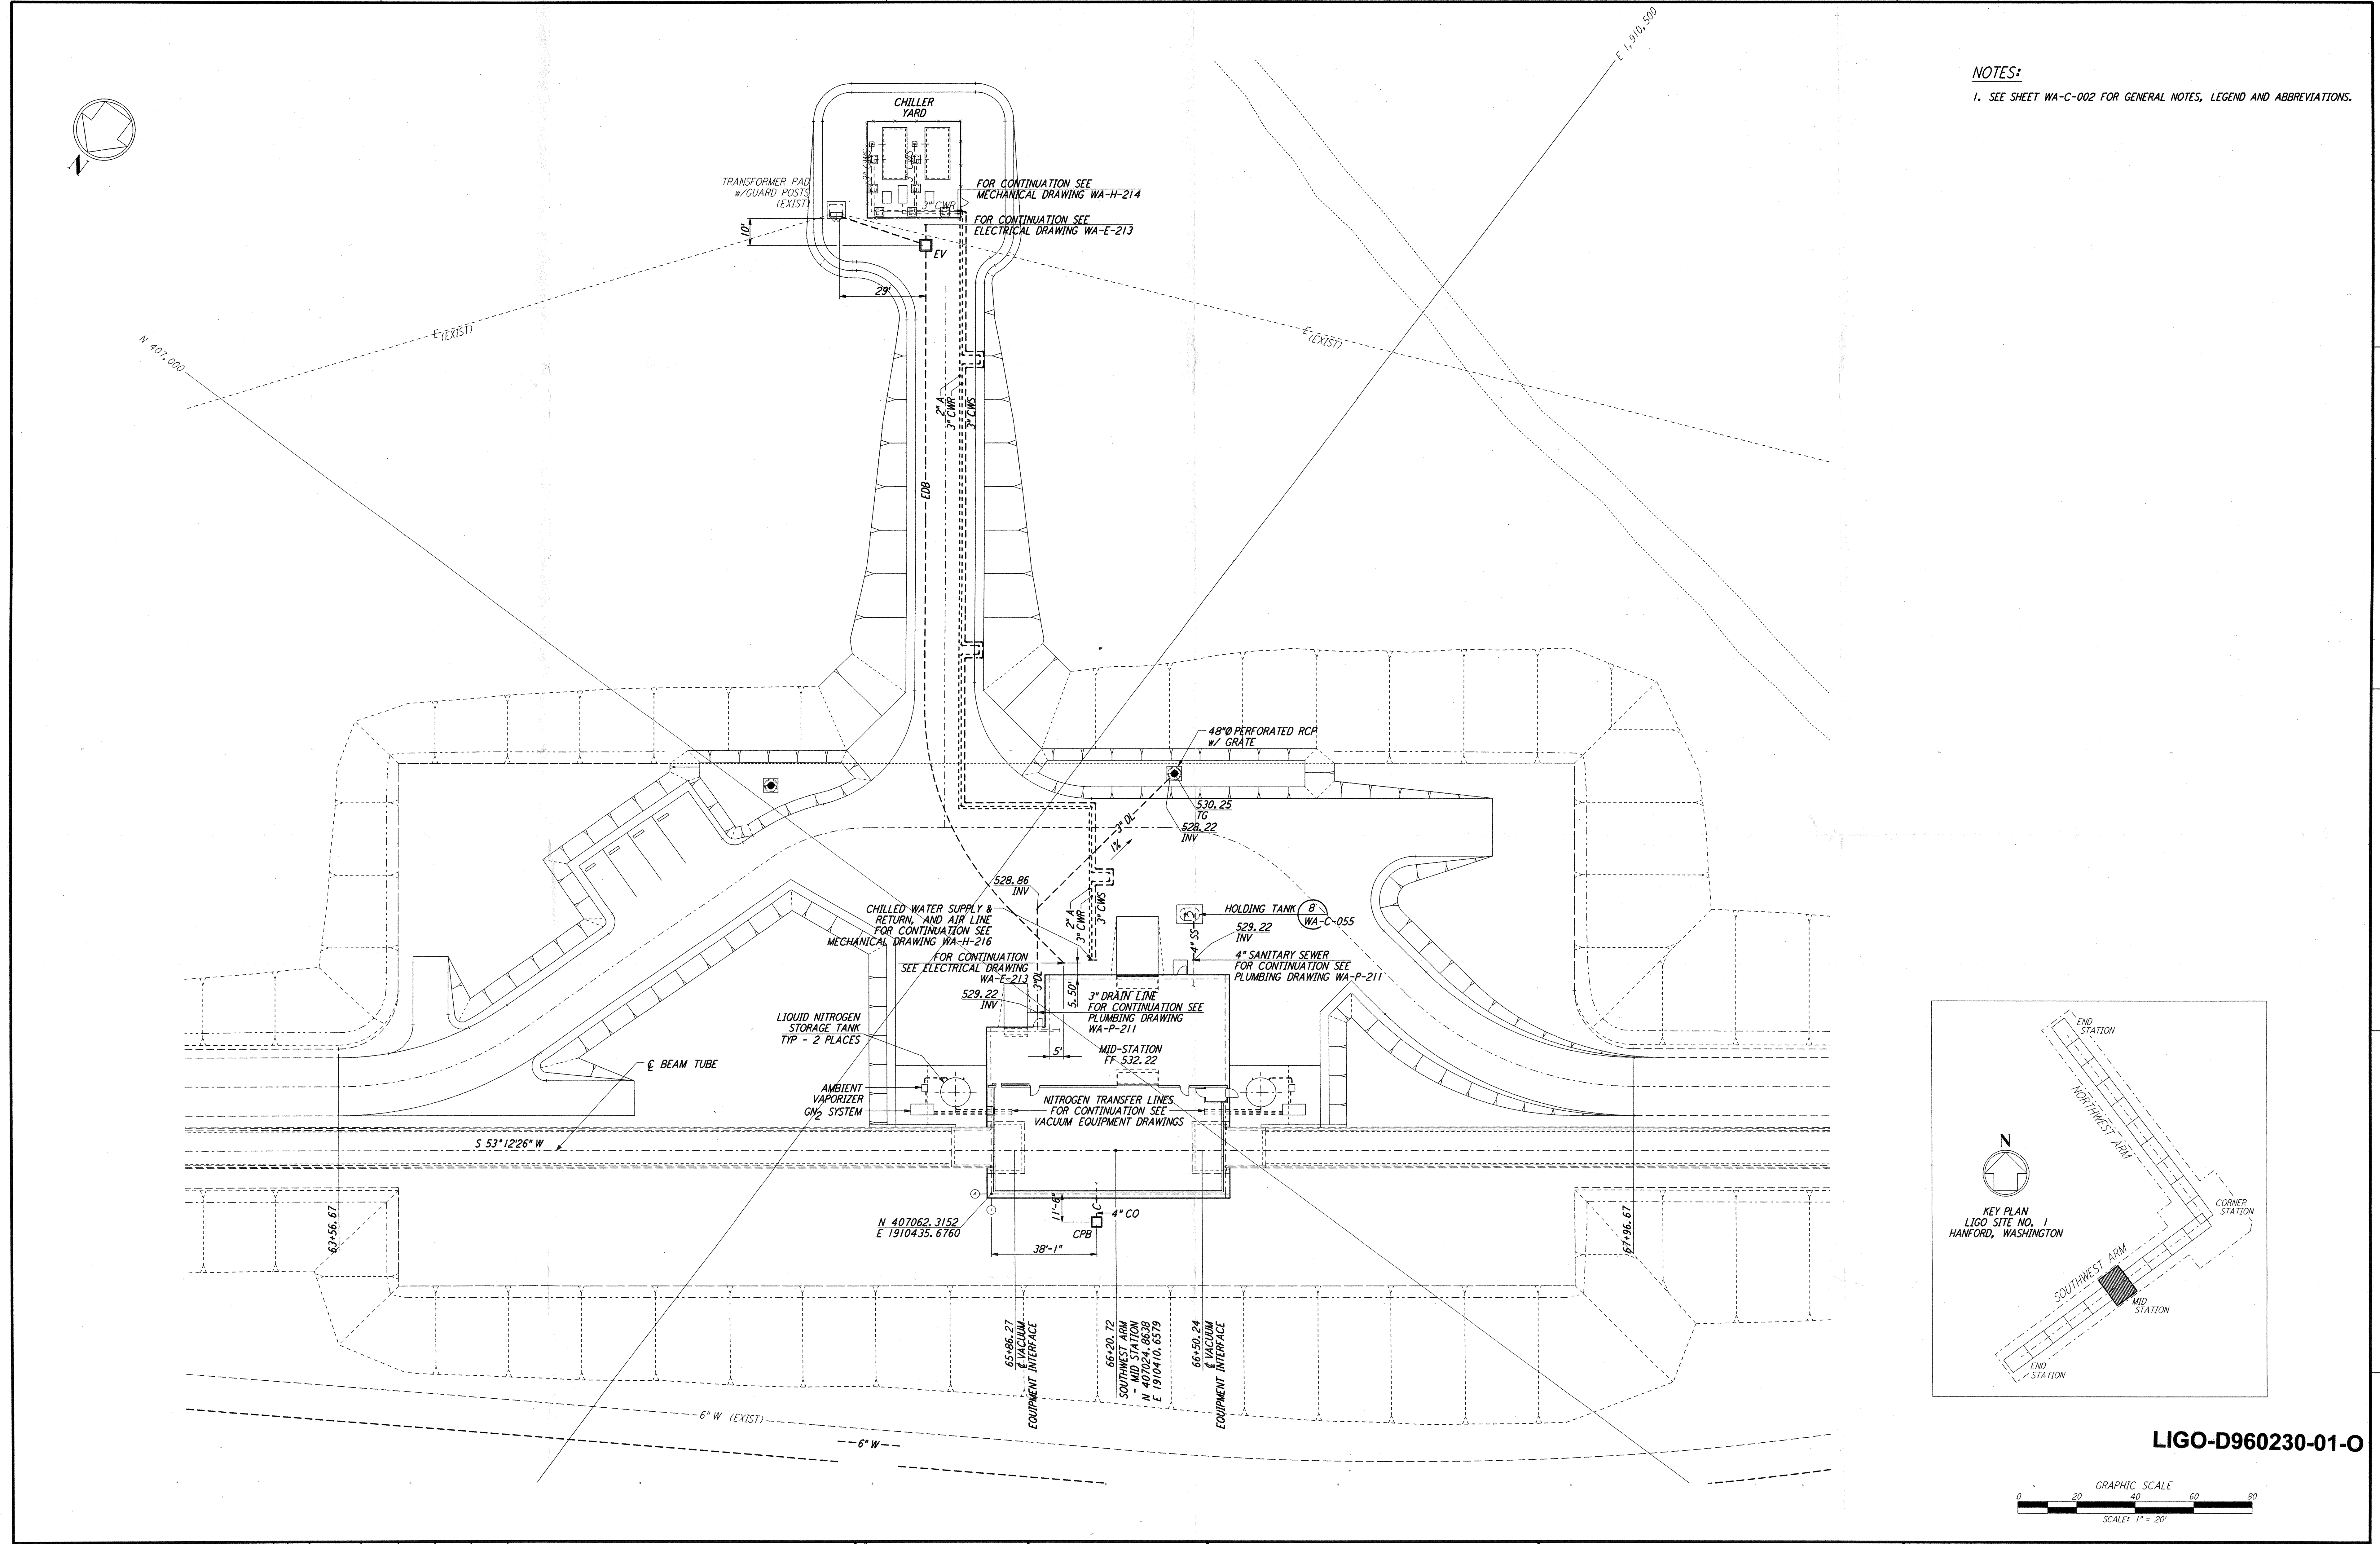 NOTES:
1. SEE SHEET WA-C-002 FOR GENERAL NOTES, LEGEND AND ABBREVIATIONS.
E 1,910,500
N
CHILLER
YARD
3" CWS
3" CWS
3" CWR
TRANSFORMER PAD
w/GUARD POSTS
(EXIST)
FOR CONTINUATION SEE
MECHANICAL DRAWING WA-H-214
FOR CONTINUATION SEE
ELECTRICAL DRAWING WA-E-213
10'
EV
29'
E (EXIST)
E (EXIST)
N 407,000
2" A
3" CWR
3" CWS
EDB
48"Ø PERFORATED RCP
w/ GRATE
530.25
TG
528.22
INV
3" DL
1%
528.86
INV
CHILLED WATER SUPPLY &
RETURN, AND AIR LINE
FOR CONTINUATION SEE
MECHANICAL DRAWING WA-H-216
2" A
3" CWR
3" CWS
HOLDING TANK
8
WA-C-055
529.22
INV
4" SS
4" SANITARY SEWER
FOR CONTINUATION SEE
PLUMBING DRAWING WA-P-211
FOR CONTINUATION
SEE ELECTRICAL DRAWING
WA-E-213
3" DL
5.50'
529.22
INV
3" DRAIN LINE
FOR CONTINUATION SEE
PLUMBING DRAWING
WA-P-211
LIQUID NITROGEN
STORAGE TANK
TYP - 2 PLACES
5'
MID-STATION
FF 532.22
℄ BEAM TUBE
AMBIENT
VAPORIZER
GN2 SYSTEM
NITROGEN TRANSFER LINES
FOR CONTINUATION SEE
VACUUM EQUIPMENT DRAWINGS
S 53°12'26" W
A
1
11'-6"
C
4" CO
CPB
38'-1"
N 407062.3152
E 1910435.6760
63+56.67
67+96.67
65+86.27
℄ VACUUM
EQUIPMENT INTERFACE
66+20.72
SOUTHWEST ARM
- MID STATION
N 407024.8638
E 1910410.6579
66+50.24
℄ VACUUM
EQUIPMENT INTERFACE
6" W (EXIST)
6" W
END
STATION
NORTHWEST ARM
N
KEY PLAN
LIGO SITE NO. 1
HANFORD, WASHINGTON
CORNER
STATION
SOUTHWEST ARM
MID
STATION
END
STATION
LIGO-D960230-01-O
GRAPHIC SCALE
0 20 40 60 80
SCALE: 1" = 20'